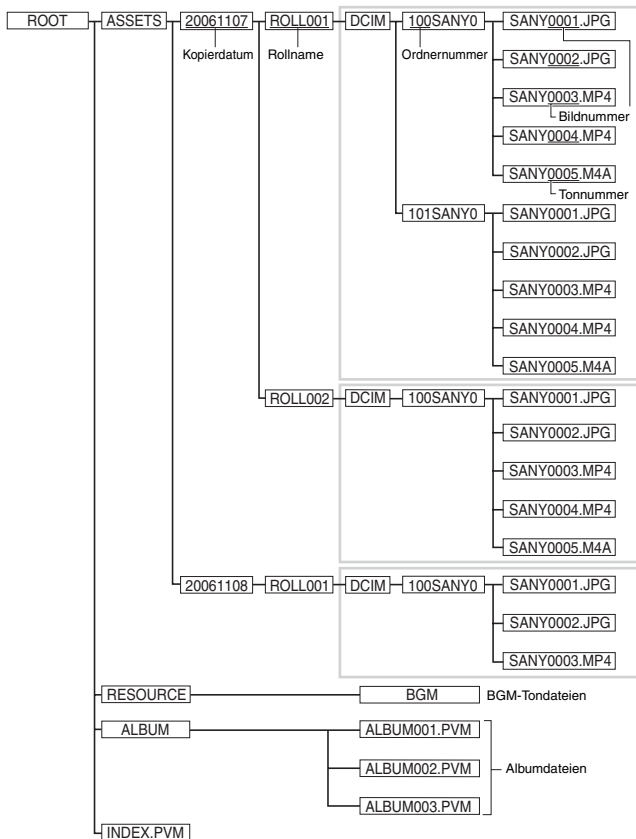 ROOT ASSETS 20061107 ROLL001 DCIM 100SANY0 SANY0001.JPG
Kopierdatum Rollname Ordnernummer
SANY0002.JPG
SANY0003.MP4
Bildnummer
SANY0004.MP4
SANY0005.M4A
Tonnummer
101SANY0 SANY0001.JPG
SANY0002.JPG
SANY0003.MP4
SANY0004.MP4
SANY0005.M4A
ROLL002 DCIM 100SANY0 SANY0001.JPG
SANY0002.JPG
SANY0003.MP4
SANY0004.MP4
SANY0005.M4A
20061108 ROLL001 DCIM 100SANY0 SANY0001.JPG
SANY0002.JPG
SANY0003.MP4
RESOURCE BGM BGM-Tondateien
ALBUM ALBUM001.PVM
ALBUM002.PVM Albumdateien
ALBUM003.PVM
INDEX.PVM